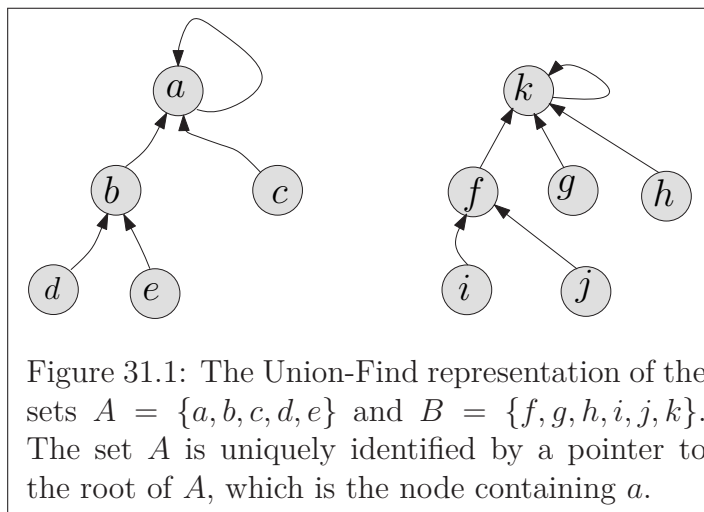 a k
b c f g h
d e i j
Figure 31.1: The Union-Find representation of the
sets A = {a, b, c, d, e} and B = {f, g, h, i, j, k}.
The set A is uniquely identified by a pointer to
the root of A, which is the node containing a.